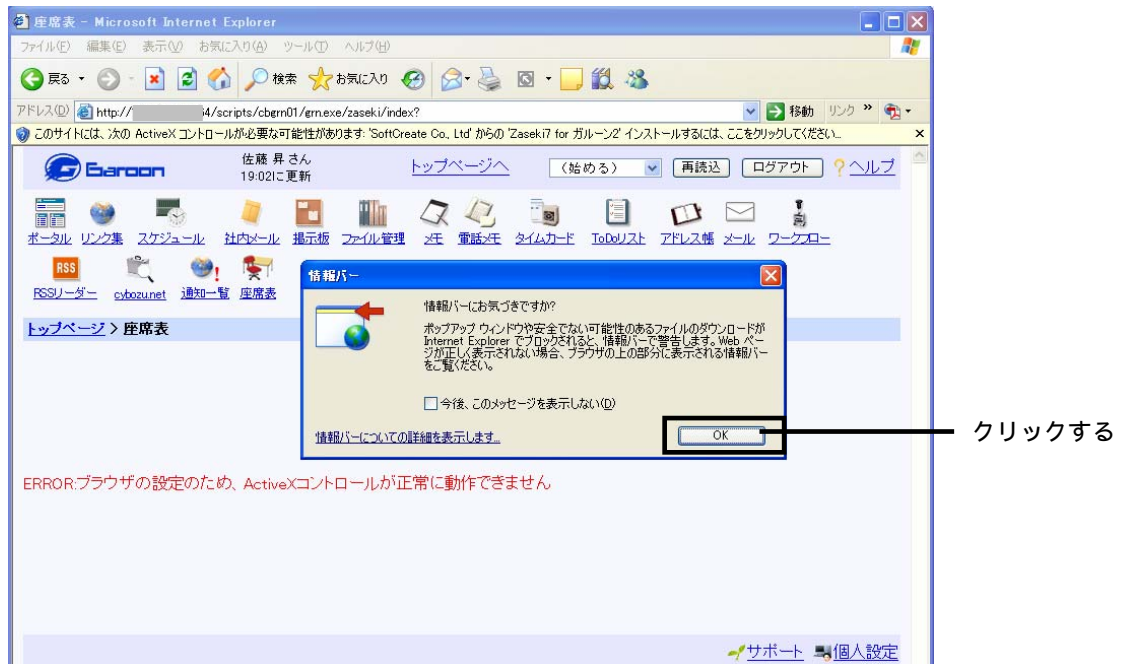 座席表 - Microsoft Internet Explorer
ファイル(F) 編集(E) 表示(V) お気に入り(A) ツール(T) ヘルプ(H)
戻る 検索 お気に入り
アドレス(D) http:// i4/scripts/cbgrn01/grn.exe/zaseki/index? 移動 リンク »
このサイトには、次の ActiveX コントロールが必要な可能性があります: 'SoftCreate Co., Ltd' からの 'Zaseki7 for ガルーン2' インストールするには、ここをクリックしてください...
Garoon 佐藤 昇 さん トップページへ (始める) 再読込 ログアウト ? ヘルプ
19:02に更新
ポータル リンク集 スケジュール 社内メール 掲示板 ファイル管理 メモ 電話メモ タイムカード ToDoリスト アドレス帳 メール ワークフロー
RSS
RSSリーダー cybozu.net 通知一覧 座席表
トップページ > 座席表
情報バー
情報バーにお気づきですか?
ポップアップ ウィンドウや安全でない可能性のあるファイルのダウンロードが
Internet Explorer でブロックされると、情報バーで警告します。Web ペー
ジが正しく表示されない場合、ブラウザの上の部分に表示される情報バー
をご覧ください。
今後、このメッセージを表示しない(D)
情報バーについての詳細を表示します...
OK
クリックする
ERROR:ブラウザの設定のため、ActiveXコントロールが正常に動作できません
サポート 個人設定